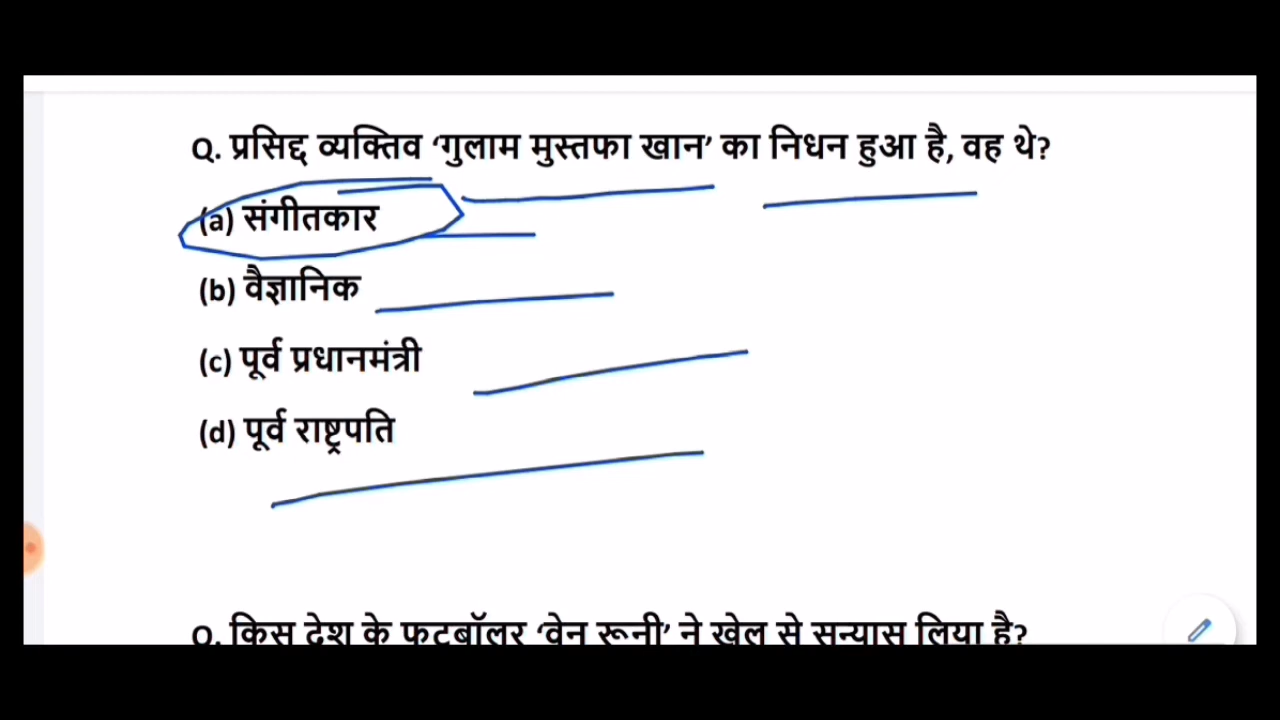 Q. प्रसिद्द व्यक्तिव ‘गुलाम मुस्तफा खान’ का निधन हुआ है, वह थे?
(a) संगीतकार
(b) वैज्ञानिक
(c) पूर्व प्रधानमंत्री
(d) पूर्व राष्ट्रपति
Q. किस देश के फुटबॉलर ‘वेन रूनी’ ने खेल से सन्यास लिया है?